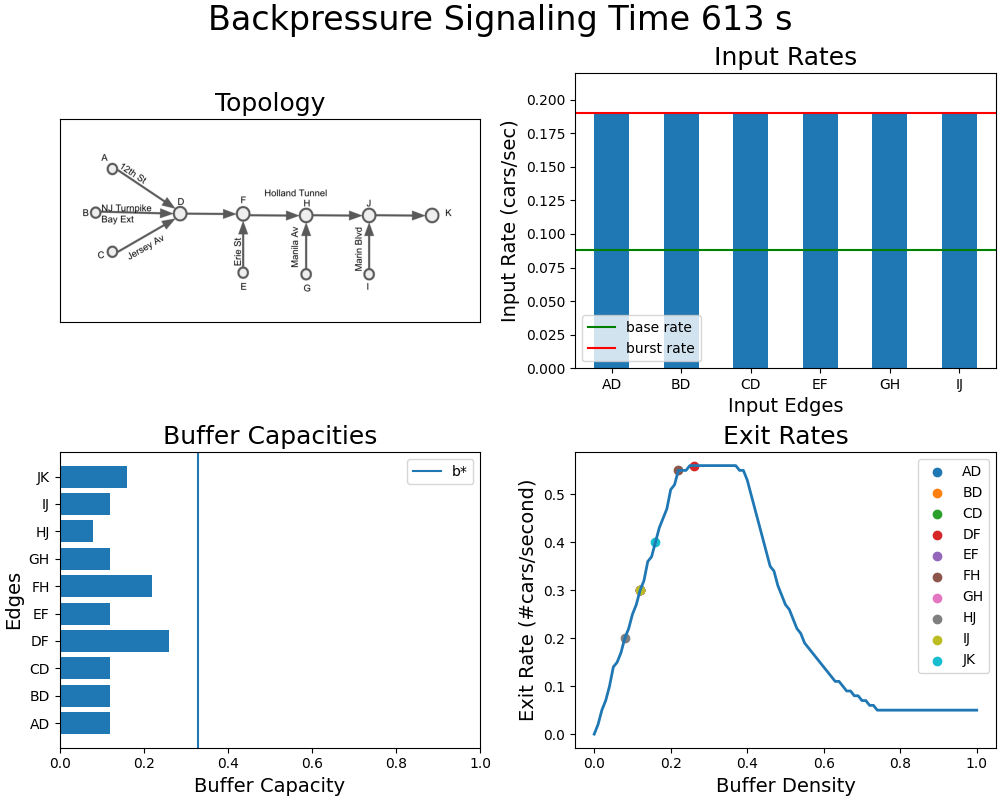 Backpressure Signaling Time 613 s
Topology
A
12th St
B
NJ Turnpike
Bay Ext
C
Jersey Av
D
F
Holland Tunnel
H
J
K
Erie St
Manila Av
Marin Blvd
E
G
I
Input Rates
Input Rate (cars/sec)
0.200
0.175
0.150
0.125
0.100
0.075
0.050
0.025
0.000
base rate
burst rate
AD BD CD EF GH IJ
Input Edges
Buffer Capacities
Edges
JK
IJ
HJ
GH
FH
EF
DF
CD
BD
AD
b*
0.0 0.2 0.4 0.6 0.8 1.0
Buffer Capacity
Exit Rates
Exit Rate (#cars/second)
0.5
0.4
0.3
0.2
0.1
0.0
AD
BD
CD
DF
EF
FH
GH
HJ
IJ
JK
0.0 0.2 0.4 0.6 0.8 1.0
Buffer Density